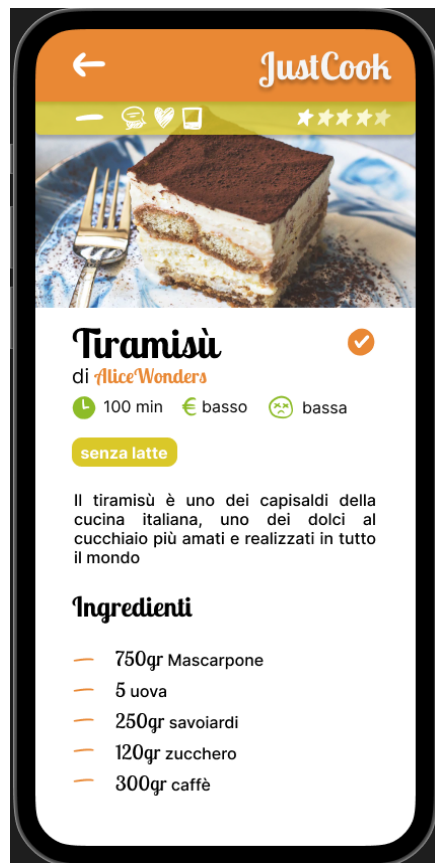 JustCook
Tiramisù
di AliceWonders
100 min € basso bassa
senza latte
Il tiramisù è uno dei capisaldi della
cucina italiana, uno dei dolci al
cucchiaio più amati e realizzati in tutto
il mondo
Ingredienti
750gr Mascarpone
5 uova
250gr savoiardi
120gr zucchero
300gr caffè